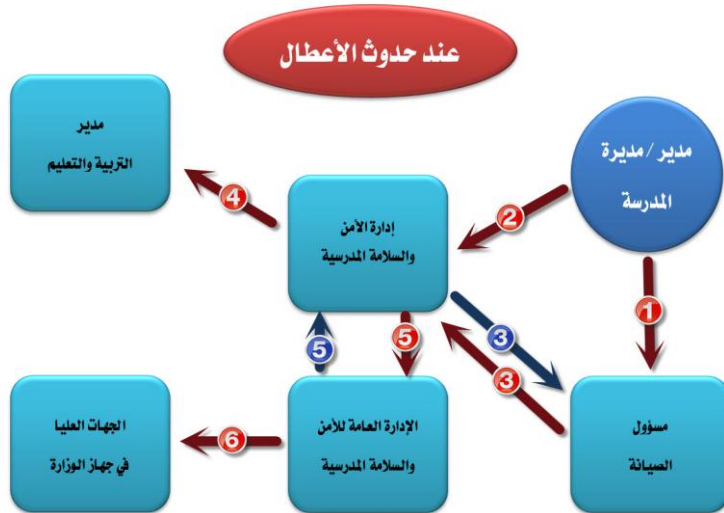 عند حدوث الأعطال
مدير / مديرة
المدرسة
مدير
التربية والتعليم
إدارة الأمن
والسلامة المدرسية
4
2
1
5
5
3
3
مسؤول
الصيانة
الإدارة العامة للأمن
والسلامة المدرسية
6
الجهات العليا
في جهاز الوزارة